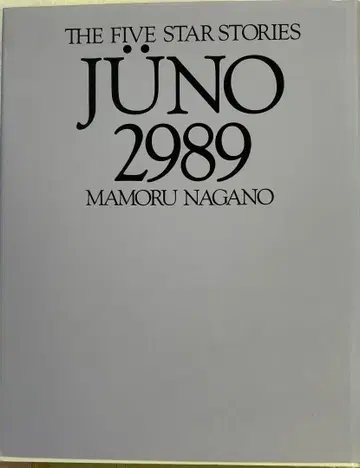 THE FIVE STAR STORIES
JÜNO
2989
MAMORU NAGANO